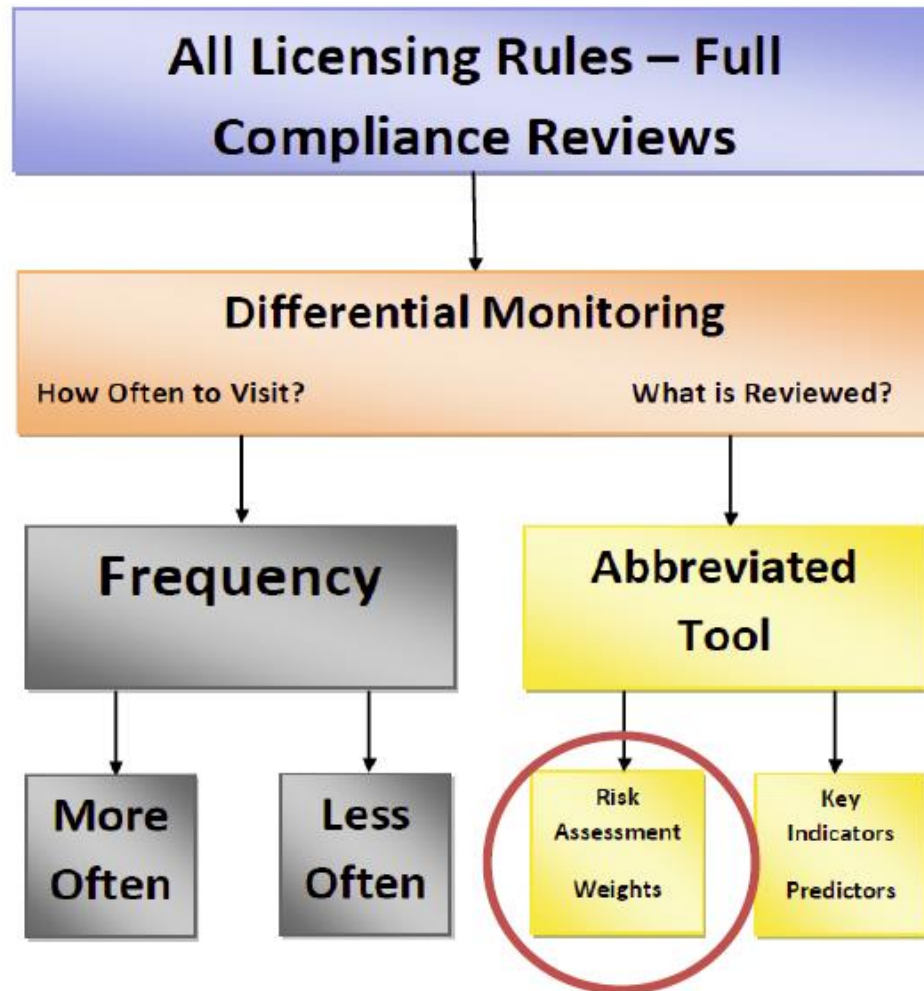 All Licensing Rules – Full
Compliance Reviews
Differential Monitoring
How Often to Visit?
What is Reviewed?
Frequency
Abbreviated
Tool
More
Often
Less
Often
Risk
Assessment
Weights
Key
Indicators
Predictors